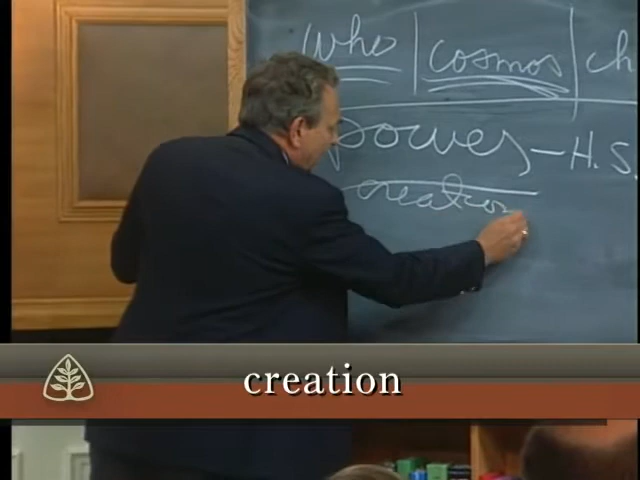 who | cosmos | ch
power – H.S.
creation
creation